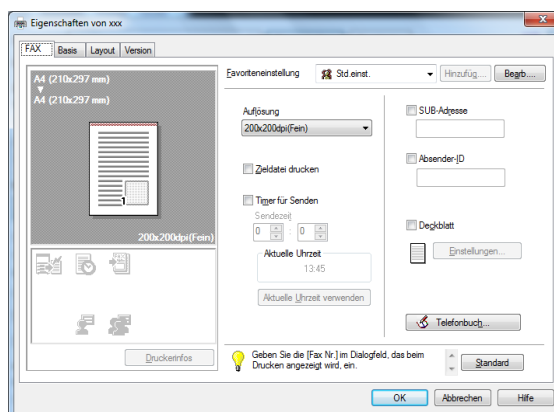 Eigenschaften von xxx
FAX Basis Layout Version
A4 (210x297 mm)
A4 (210x297 mm)
1
200x200dpi(Fein)
Druckerinfos
Favoriteneinstellung Std.einst. Hinzufüg.... Bearb....
Auflösung
200x200dpi(Fein)
Zieldatei drucken
Timer für Senden
Sendezeit
0 : 0
Aktuelle Uhrzeit
13:45
Aktuelle Uhrzeit verwenden
SUB-Adresse
Absender-ID
Deckblatt
Einstellungen...
Telefonbuch...
Geben Sie die [Fax Nr.] im Dialogfeld, das beim
Drucken angezeigt wird, ein.
Standard
OK Abbrechen Hilfe